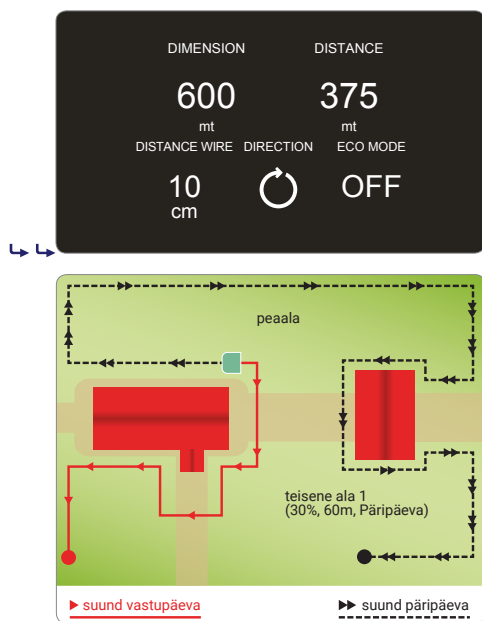 DIMENSION DISTANCE
600 375
mt mt
DISTANCE WIRE DIRECTION ECO MODE
10 OFF
cm
peaala
teisene ala 1
(30%, 60m, Päripäeva)
suund vastupäeva suund päripäeva